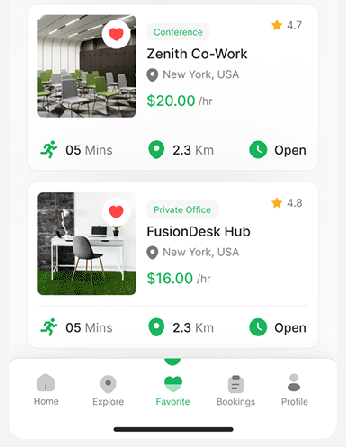 Conference
4.7
Zenith Co-Work
New York, USA
$20.00 /hr
05 Mins
2.3 Km
Open
Private Office
4.8
FusionDesk Hub
New York, USA
$16.00 /hr
05 Mins
2.3 Km
Open
Home
Explore
Favorite
Bookings
Profile